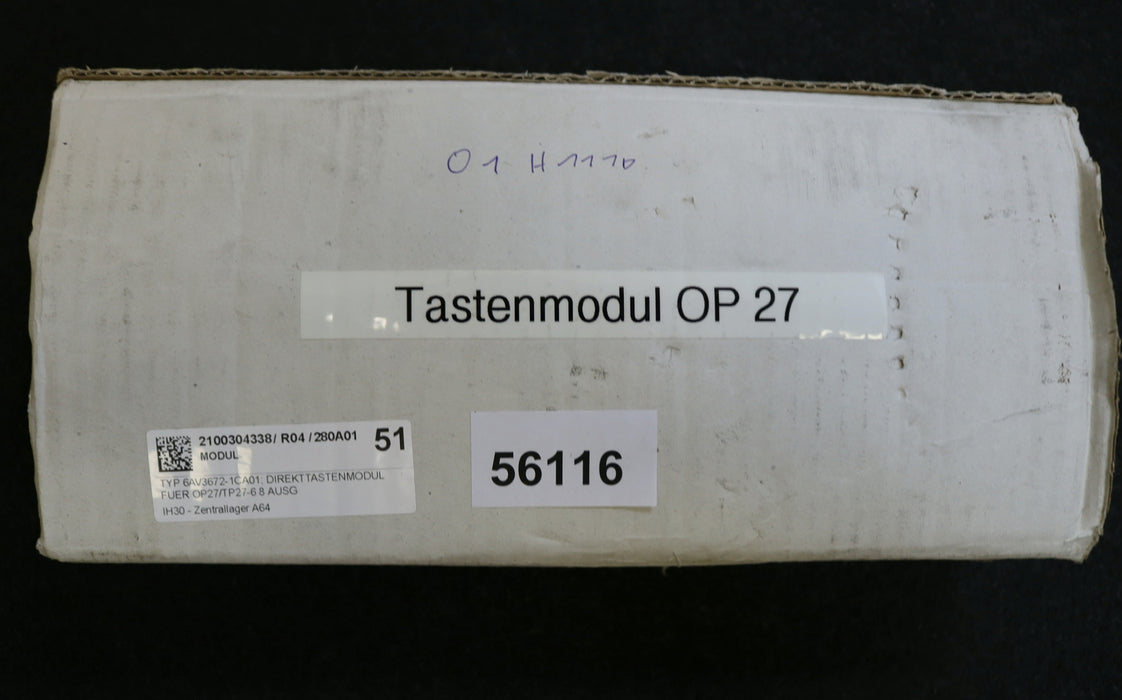 01 H1110
Tastenmodul OP 27
2100304338/ R04 /280A01 51
MODUL
TYP 6AV3672-1CA01; DIREKTTASTENMODUL
FUER OP27/TP27-6 8 AUSG
IH30 - Zentrallager A64
56116